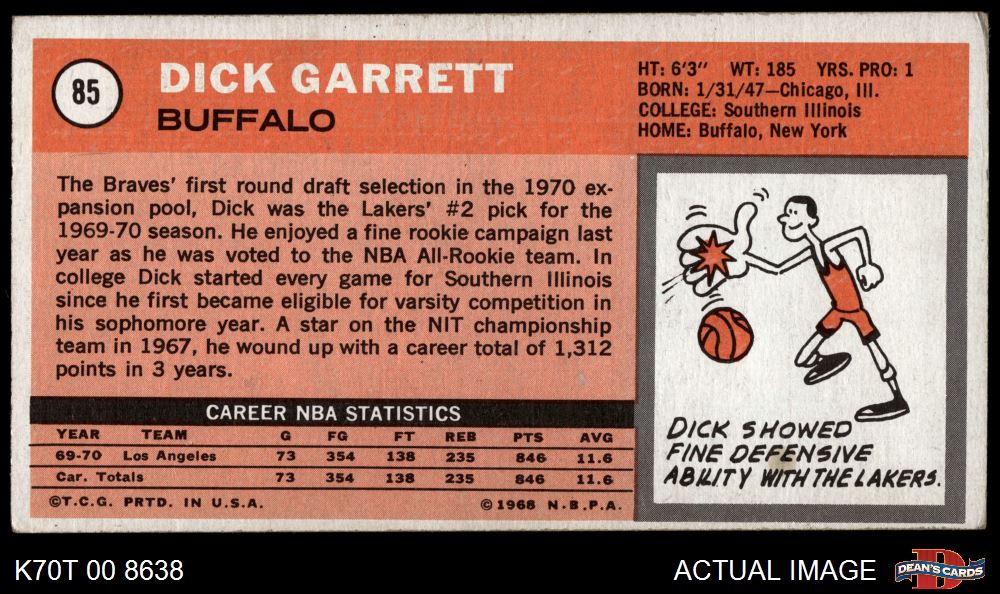 85
DICK GARRETT
BUFFALO
HT: 6'3" WT: 185 YRS. PRO: 1
BORN: 1/31/47—Chicago, Ill.
COLLEGE: Southern Illinois
HOME: Buffalo, New York
The Braves' first round draft selection in the 1970 ex-
pansion pool, Dick was the Lakers' #2 pick for the
1969-70 season. He enjoyed a fine rookie campaign last
year as he was voted to the NBA All-Rookie team. In
college Dick started every game for Southern Illinois
since he first became eligible for varsity competition in
his sophomore year. A star on the NIT championship
team in 1967, he wound up with a career total of 1,312
points in 3 years.
CAREER NBA STATISTICS
YEAR TEAM G FG FT REB PTS AVG
69-70 Los Angeles 73 354 138 235 846 11.6
Car. Totals 73 354 138 235 846 11.6
©T.C.G. PRTD. IN U.S.A. ©1968 N.B.P.A.
DICK SHOWED
FINE DEFENSIVE
ABILITY WITH THE LAKERS.
K70T 00 8638
ACTUAL IMAGE
DEAN'S CARDS